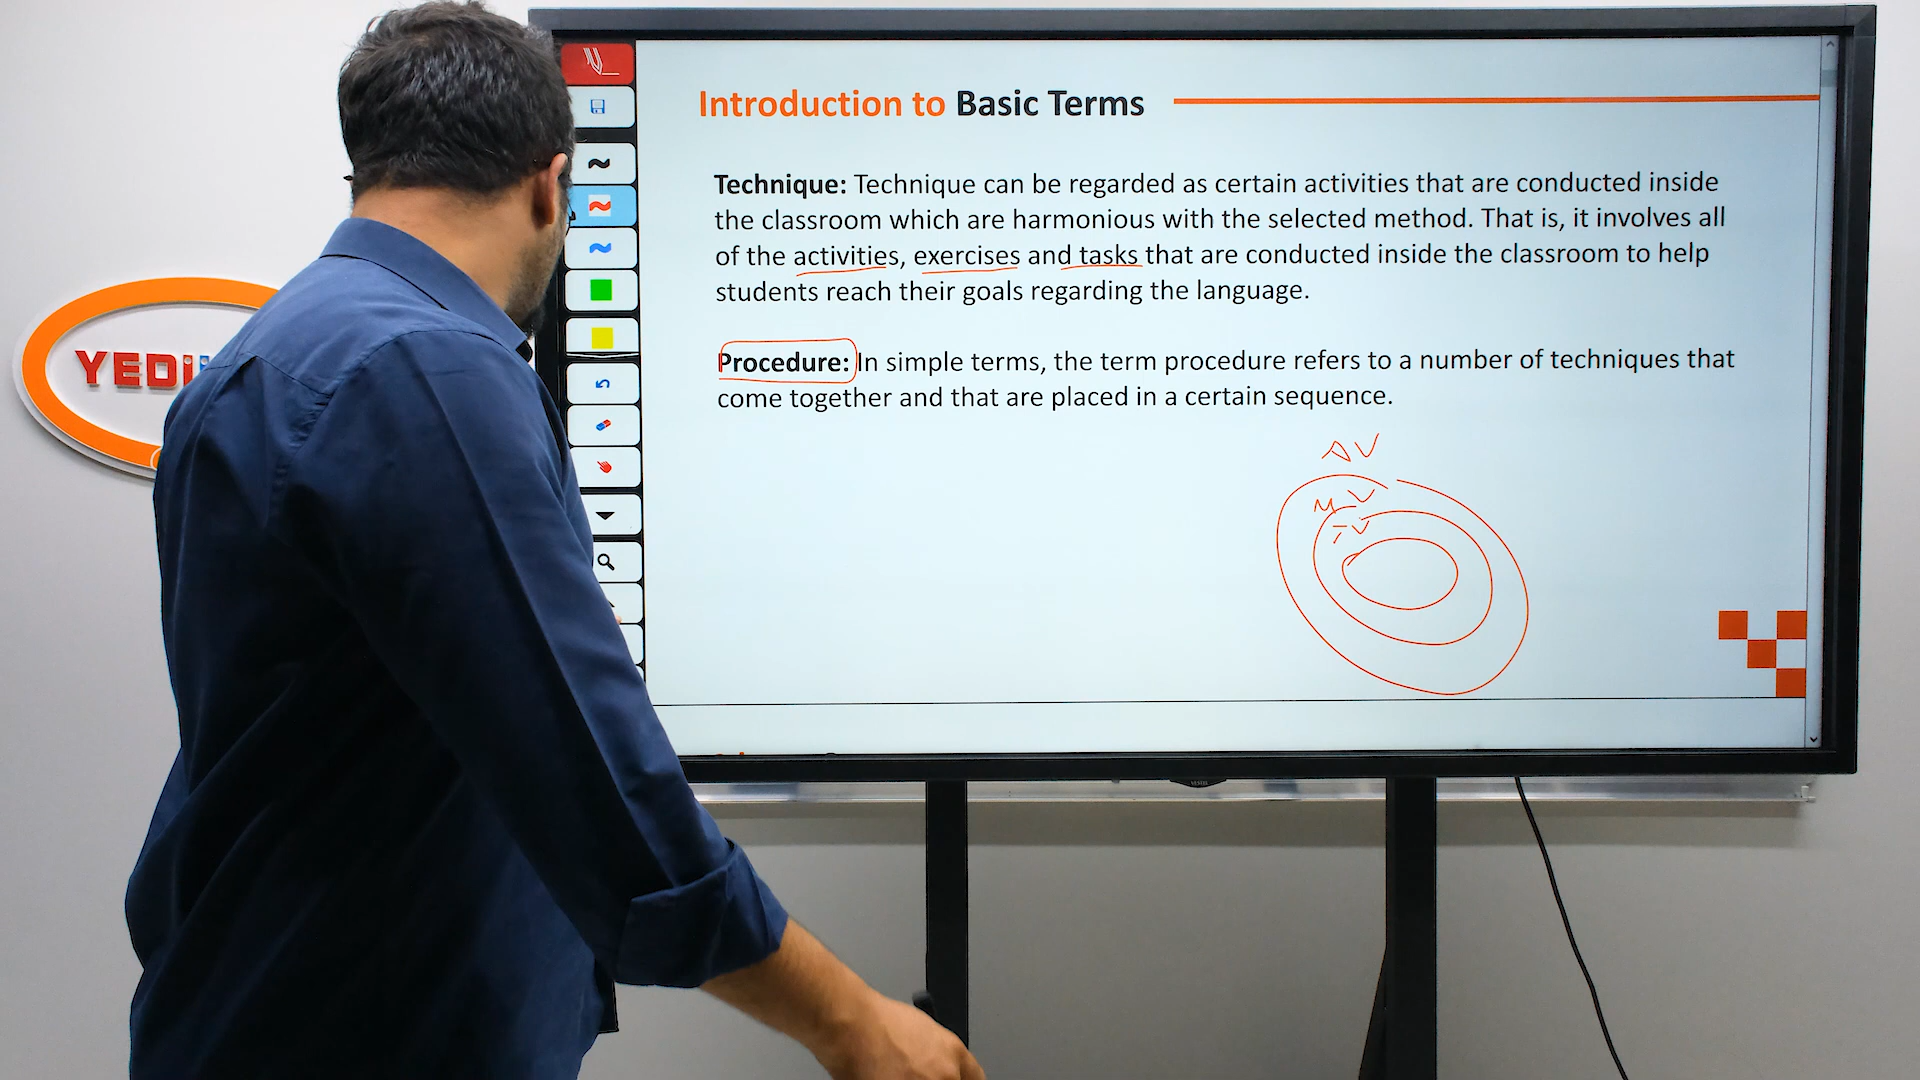 Introduction to Basic Terms
Technique: Technique can be regarded as certain activities that are conducted inside
the classroom which are harmonious with the selected method. That is, it involves all
of the activities, exercises and tasks that are conducted inside the classroom to help
students reach their goals regarding the language.
Procedure: In simple terms, the term procedure refers to a number of techniques that
come together and that are placed in a certain sequence.
YEDi